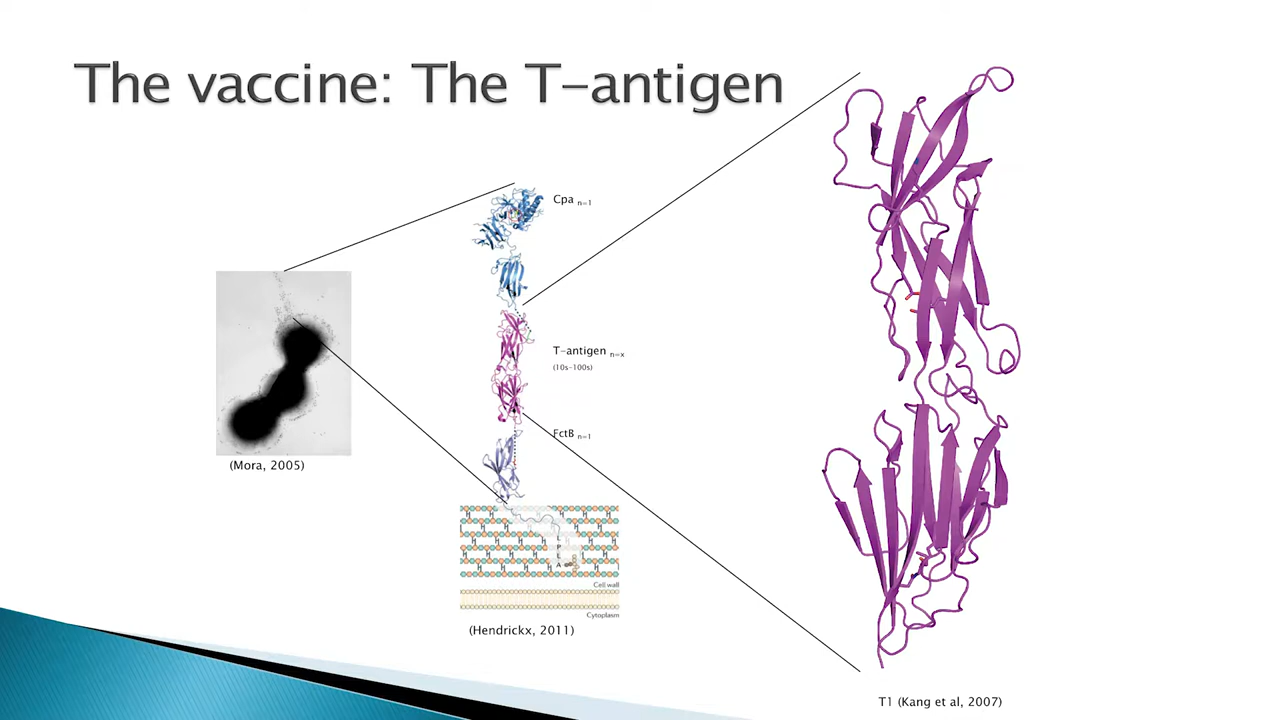 The vaccine: The T-antigen
Cpa n=1
T-antigen n=x
(10s-100s)
FctB n=1
(Mora, 2005)
L
P
E
A
Cell wall
Cytoplasm
(Hendrickx, 2011)
T1 (Kang et al, 2007)